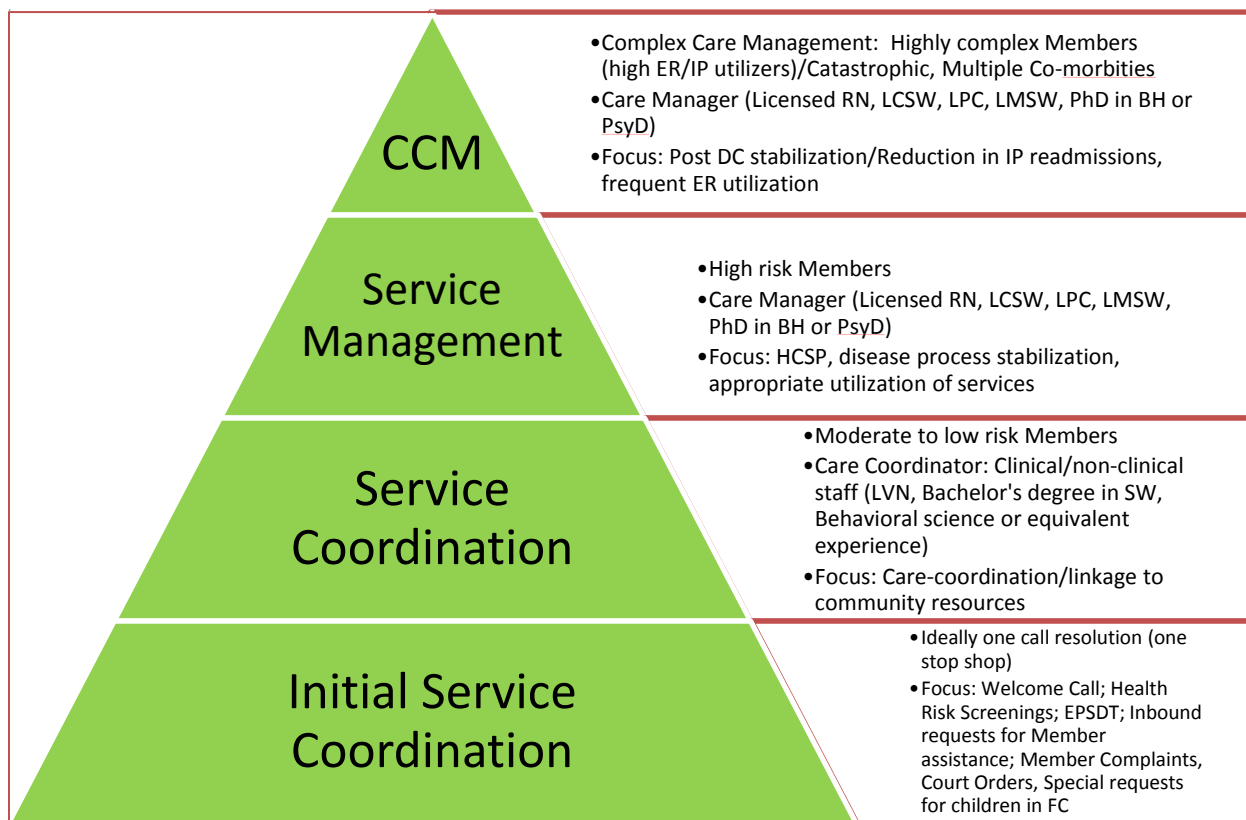 CCM
•Complex Care Management:  Highly complex Members
(high ER/IP utilizers)/Catastrophic, Multiple Co-morbities
•Care Manager (Licensed RN, LCSW, LPC, LMSW, PhD in BH or
PsyD)
•Focus: Post DC stabilization/Reduction in IP readmissions,
frequent ER utilization
Service
Management
•High risk Members
•Care Manager (Licensed RN, LCSW, LPC, LMSW,
PhD in BH or PsyD)
•Focus: HCSP, disease process stabilization,
appropriate utilization of services
Service
Coordination
•Moderate to low risk Members
•Care Coordinator: Clinical/non-clinical
staff (LVN, Bachelor's degree in SW,
Behavioral science or equivalent
experience)
•Focus: Care-coordination/linkage to
community resources
Initial Service
Coordination
•Ideally one call resolution (one
stop shop)
•Focus: Welcome Call; Health
Risk Screenings; EPSDT; Inbound
requests for Member
assistance; Member Complaints,
Court Orders, Special requests
for children in FC